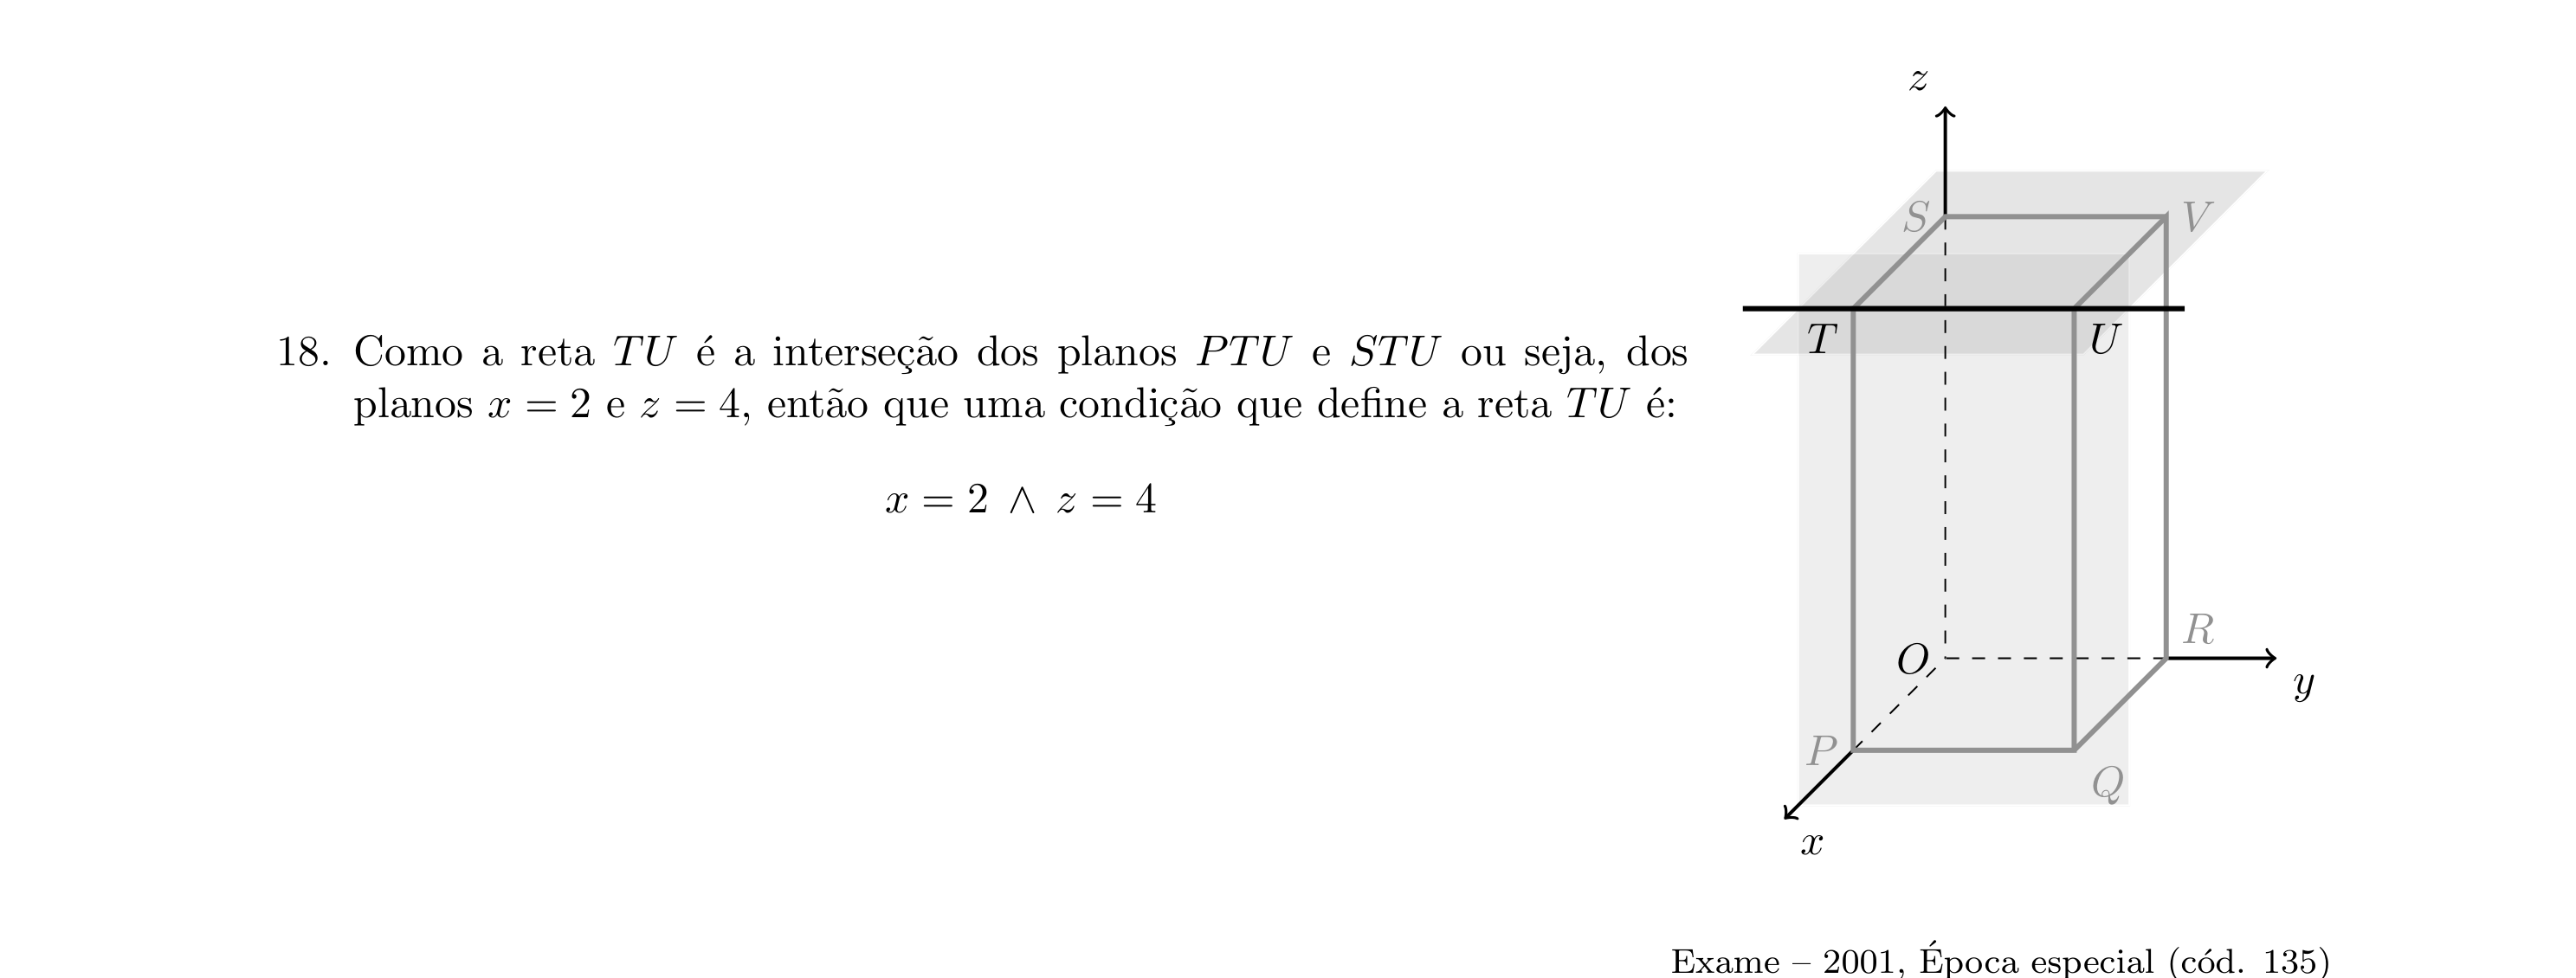 z
S
V
18. Como a reta TU é a interseção dos planos PTU e STU ou seja, dos
planos x = 2 e z = 4, então que uma condição que define a reta TU é:
x = 2 ∧ z = 4
T
U
O
R
y
P
Q
x
Exame – 2001, Época especial (cód. 135)